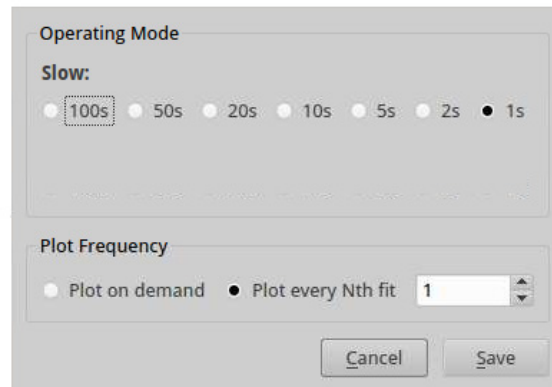 Operating Mode
Slow:
100s 50s 20s 10s 5s 2s 1s
Plot Frequency
Plot on demand Plot every Nth fit 1
Cancel Save